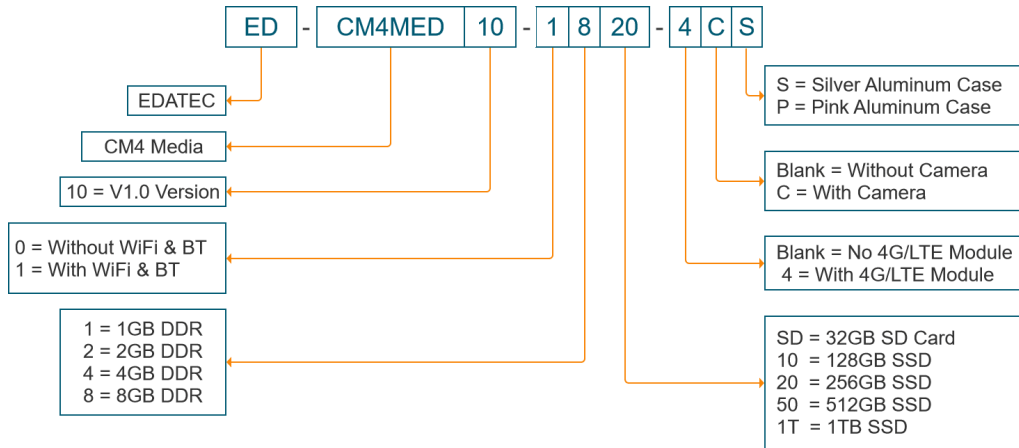 ED - CM4MED 10 - 1 8 20 - 4 C S
EDATEC
CM4 Media
10 = V1.0 Version
0 = Without WiFi & BT
1 = With WiFi & BT
1 = 1GB DDR
2 = 2GB DDR
4 = 4GB DDR
8 = 8GB DDR
S = Silver Aluminum Case
P = Pink Aluminum Case
Blank = Without Camera
C = With Camera
Blank = No 4G/LTE Module
4 = With 4G/LTE Module
SD = 32GB SD Card
10 = 128GB SSD
20 = 256GB SSD
50 = 512GB SSD
1T = 1TB SSD